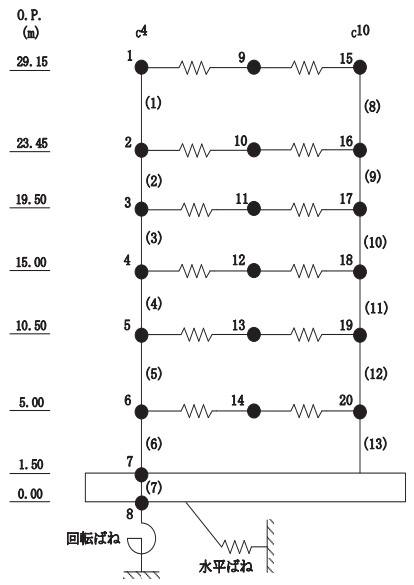 O.P.
(m)
c4 c10
29.15 1 9 15
(1) (8)
23.45 2 10 16
(2) (9)
19.50 3 11 17
(3) (10)
15.00 4 12 18
(4) (11)
10.50 5 13 19
(5) (12)
5.00 6 14 20
(6) (13)
1.50 7
(7)
0.00
8
回転ばね
水平ばね